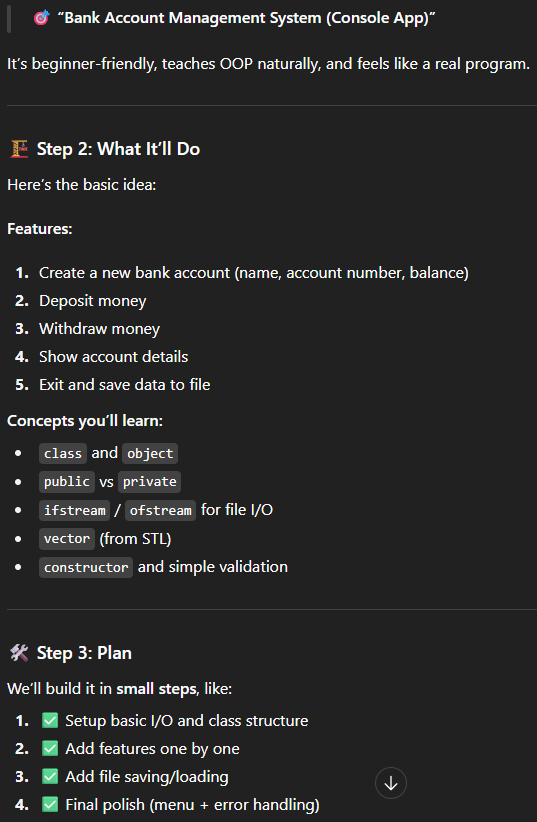 🎯 “Bank Account Management System (Console App)”
It’s beginner-friendly, teaches OOP naturally, and feels like a real program.
🏗️ Step 2: What It’ll Do
Here’s the basic idea:
Features:
1. Create a new bank account (name, account number, balance)
2. Deposit money
3. Withdraw money
4. Show account details
5. Exit and save data to file
Concepts you’ll learn:
• class and object
• public vs private
• ifstream / ofstream for file I/O
• vector (from STL)
• constructor and simple validation
🛠️ Step 3: Plan
We’ll build it in small steps, like:
1. ✅ Setup basic I/O and class structure
2. ✅ Add features one by one
3. ✅ Add file saving/loading
4. ✅ Final polish (menu + error handling)